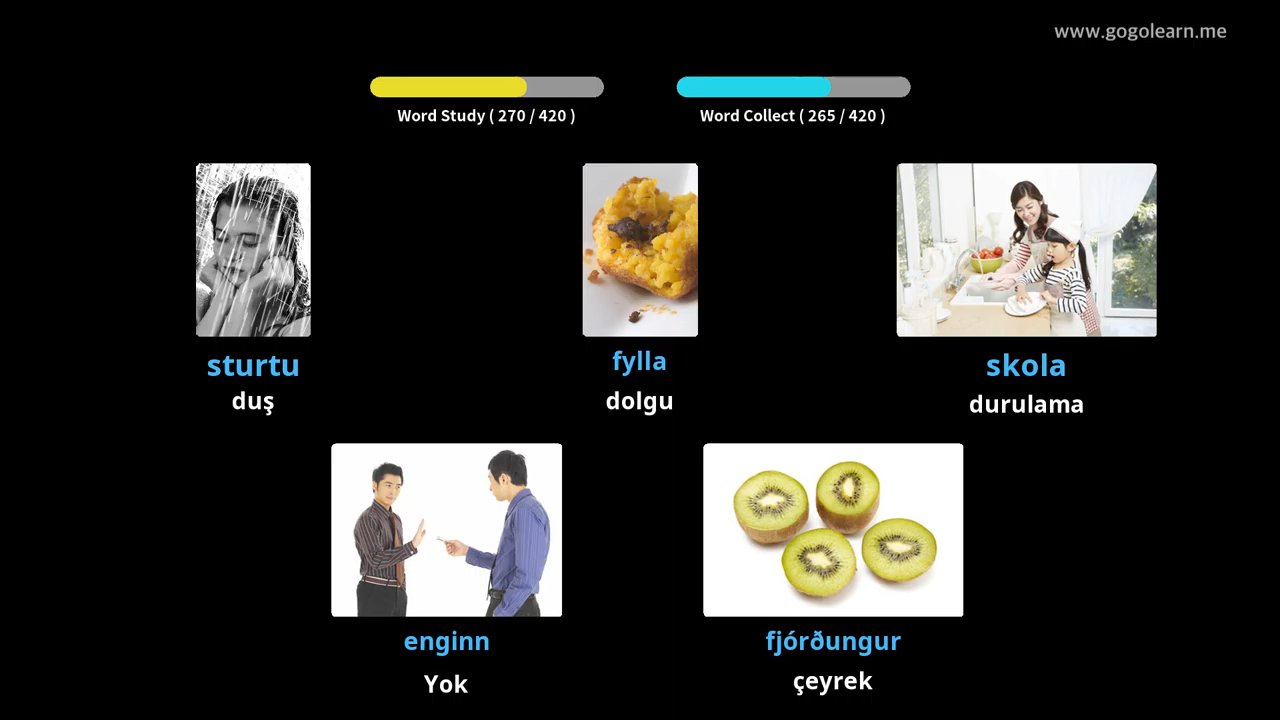 www.gogolearn.me
Word Study ( 270 / 420 )
Word Collect ( 265 / 420 )
sturtu
duş
fylla
dolgu
skola
durulama
enginn
Yok
fjórðungur
çeyrek